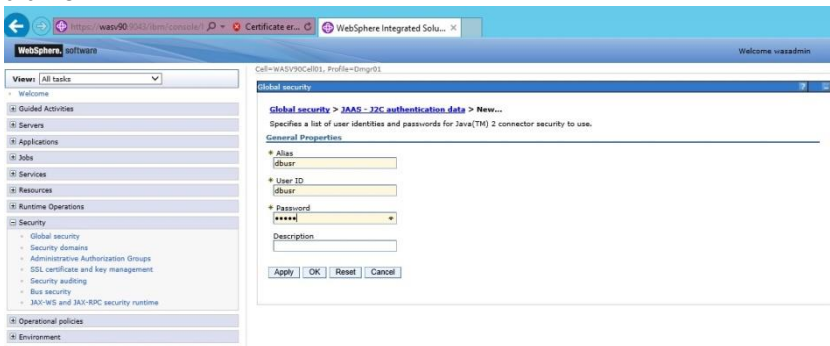 https://wasv90:9043/ibm/console/l
Certificate er...
WebSphere Integrated Solu...
WebSphere. software
Welcome wasadmin
View: All tasks
Welcome
Guided Activities
Servers
Applications
Jobs
Services
Resources
Runtime Operations
Security
Global security
Security domains
Administrative Authorization Groups
SSL certificate and key management
Security auditing
Bus security
JAX-WS and JAX-RPC security runtime
Operational policies
Environment
Cell=WASV90Cell01, Profile=Dmgr01
Global security
?
Global security > JAAS - J2C authentication data > New...
Specifies a list of user identities and passwords for Java(TM) 2 connector security to use.
General Properties
* Alias
dbusr
* User ID
dbusr
* Password
•••••
Description
Apply OK Reset Cancel